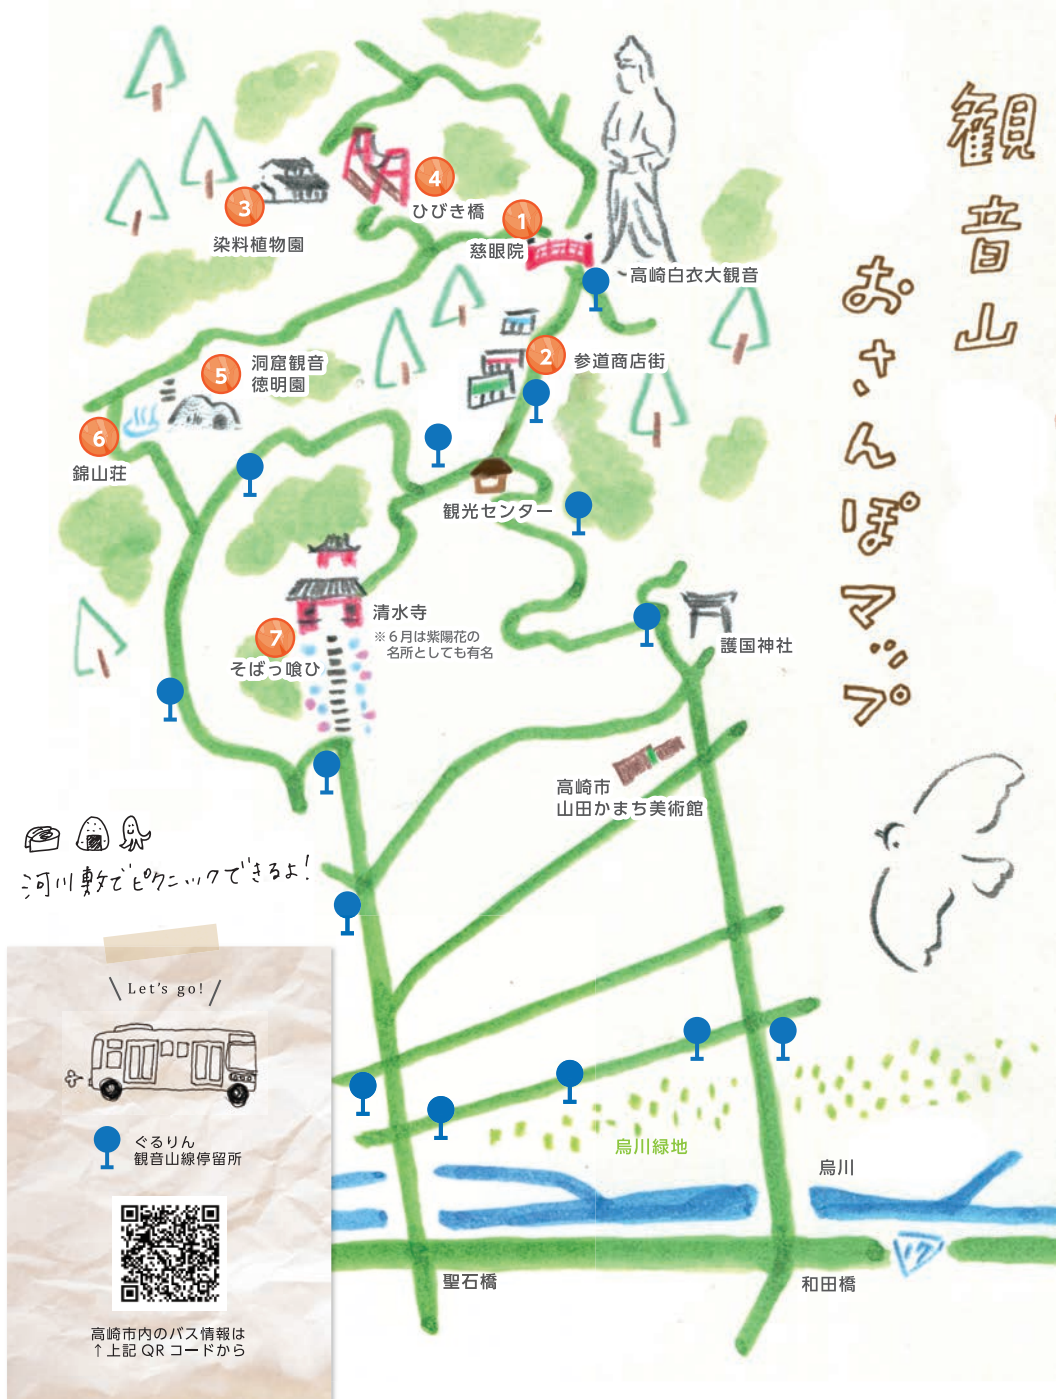 観音山
おさんぽマップ
4
ひびき橋
3
染料植物園
1
慈眼院
高崎白衣大観音
2
参道商店街
5
洞窟観音
徳明園
6
錦山荘
観光センター
清水寺
※６月は紫陽花の
名所としても有名
7
そばっ喰ひ
護国神社
高崎市
山田かまち美術館
河川敷でピクニックできるよ！
Let's go!
ぐるりん
観音山線停留所
高崎市内のバス情報は
↑上記 QR コードから
烏川緑地
烏川
17
聖石橋
和田橋